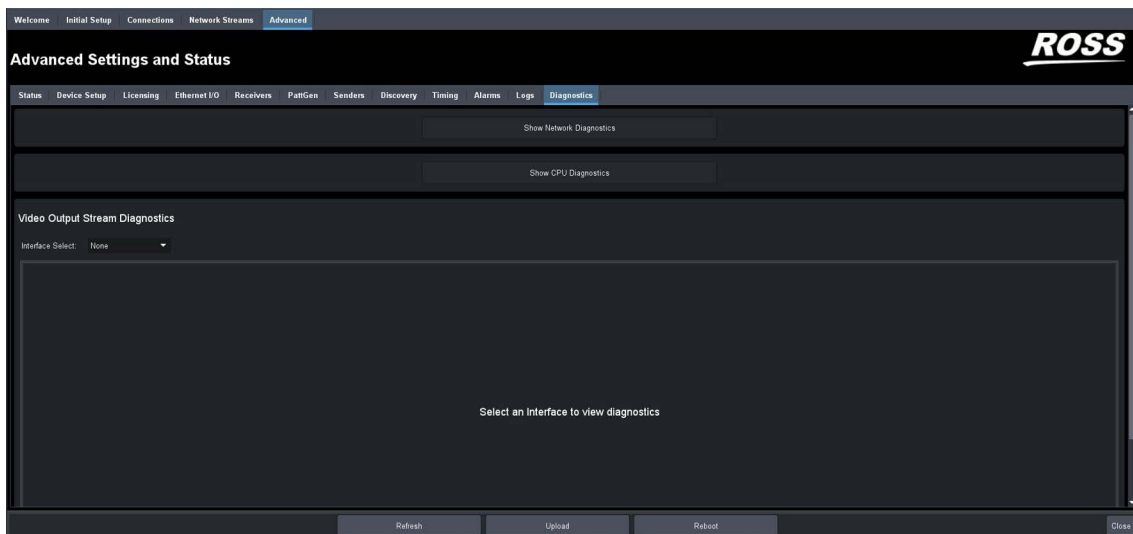 Welcome Initial Setup Connections Network Streams Advanced
Advanced Settings and Status
ROSS
Status Device Setup Licensing Ethernet I/O Receivers PattGen Senders Discovery Timing Alarms Logs Diagnostics
Show Network Diagnostics
Show CPU Diagnostics
Video Output Stream Diagnostics
Interface Select: None
Select an Interface to view diagnostics
Refresh Upload Reboot Close